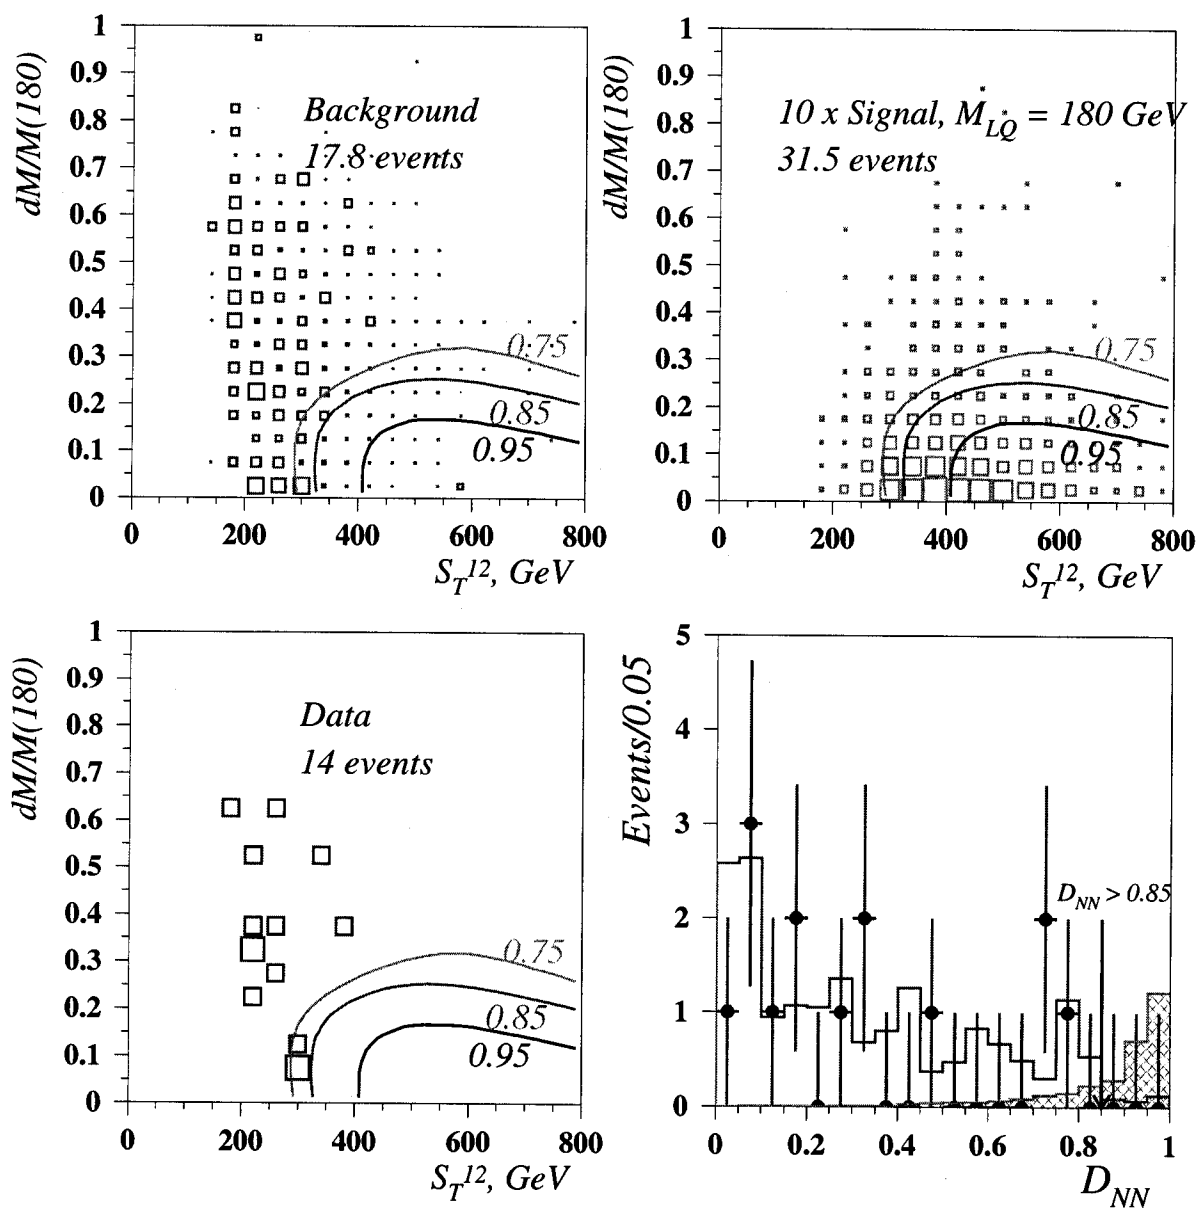 dM/M(180)
1
0.9
0.8
0.7
0.6
0.5
0.4
0.3
0.2
0.1
0
Background
17.8 events
0.75
0.85
0.95
0 200 400 600 800
S_T^12, GeV
dM/M(180)
1
0.9
0.8
0.7
0.6
0.5
0.4
0.3
0.2
0.1
0
10 x Signal, M_LQ = 180 GeV
31.5 events
0.75
0.85
0.95
0 200 400 600 800
S_T^12, GeV
dM/M(180)
1
0.9
0.8
0.7
0.6
0.5
0.4
0.3
0.2
0.1
0
Data
14 events
0.75
0.85
0.95
0 200 400 600 800
S_T^12, GeV
Events/0.05
5
4
3
2
1
0
D_NN > 0.85
0 0.2 0.4 0.6 0.8 1
D_NN